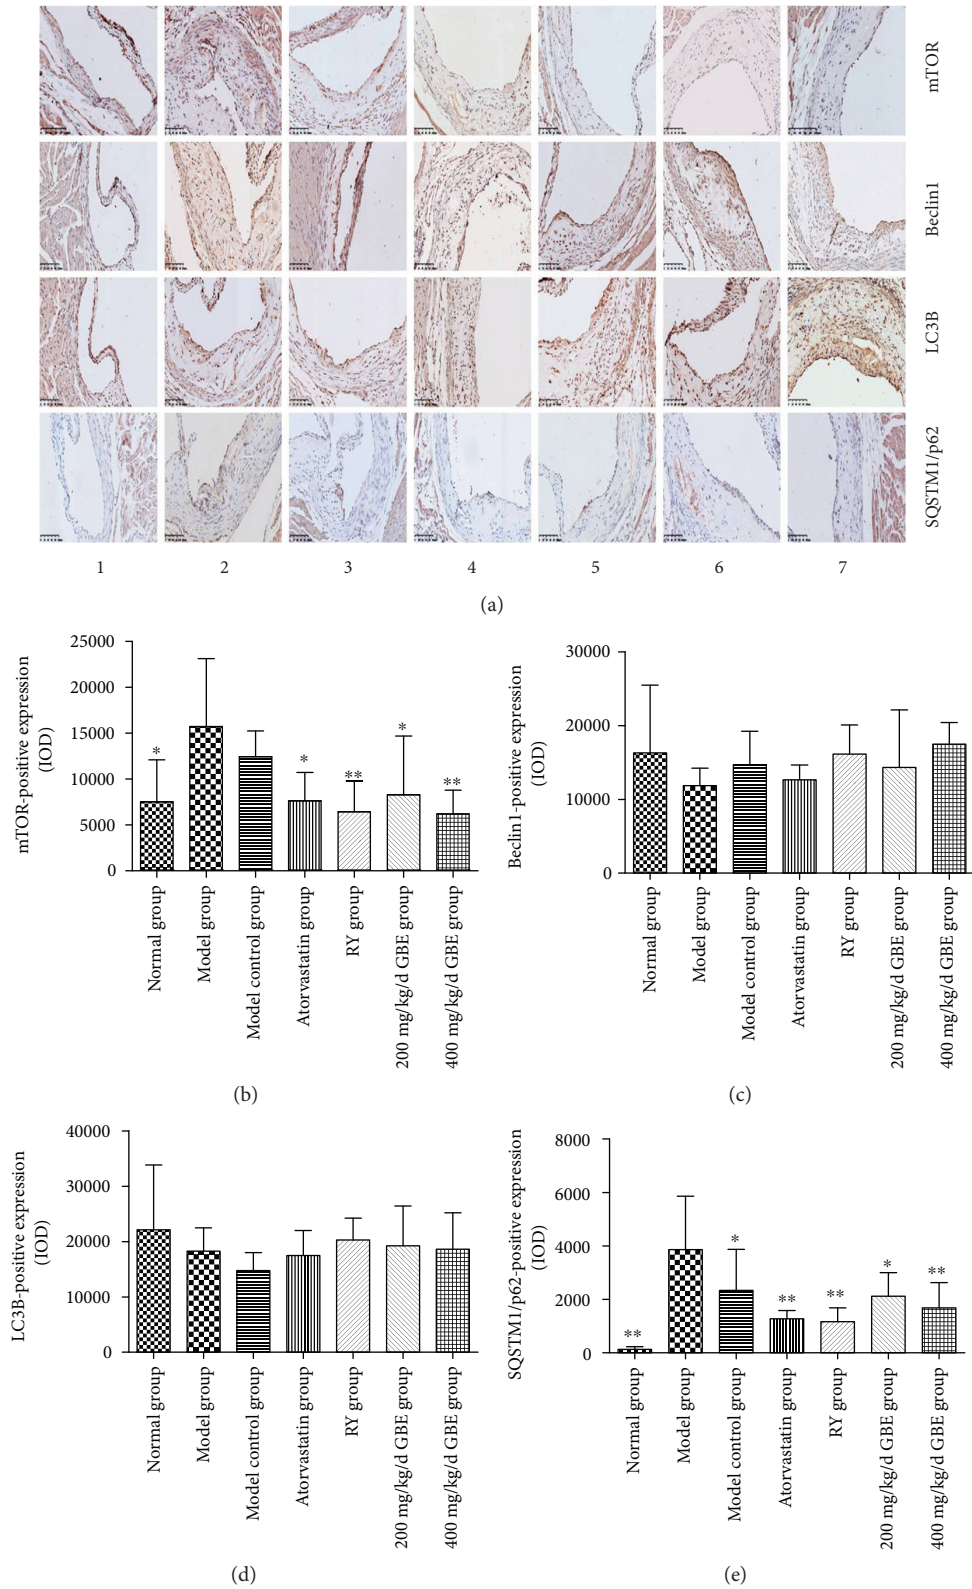 mTOR
Beclin1
LC3B
SQSTM1/p62
1 2 3 4 5 6 7
(a)
mTOR-positive expression
(IOD)
25000
20000
15000
10000
5000
0
* * ** * **
Normal group
Model group
Model control group
Atorvastatin group
RY group
200 mg/kg/d GBE group
400 mg/kg/d GBE group
(b)
Beclin1-positive expression
(IOD)
30000
20000
10000
0
Normal group
Model group
Model control group
Atorvastatin group
RY group
200 mg/kg/d GBE group
400 mg/kg/d GBE group
(c)
LC3B-positive expression
(IOD)
40000
30000
20000
10000
0
Normal group
Model group
Model control group
Atorvastatin group
RY group
200 mg/kg/d GBE group
400 mg/kg/d GBE group
(d)
SQSTM1/p62-positive expression
(IOD)
8000
6000
4000
2000
0
** * ** ** * **
Normal group
Model group
Model control group
Atorvastatin group
RY group
200 mg/kg/d GBE group
400 mg/kg/d GBE group
(e)